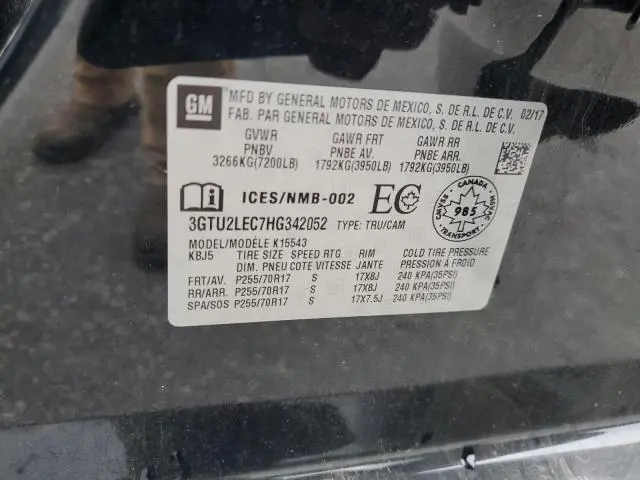 GM
MFD BY GENERAL MOTORS DE MEXICO, S. DE R.L. DE C.V. 02/17
FAB. PAR GENERAL MOTORS DE MEXICO, S. DE R.L. DE C.V.
GVWR GAWR FRT GAWR RR
PNBV PNBE AV. PNBE ARR.
3266KG(7200LB) 1792KG(3950LB) 1792KG(3950LB)
ICES/NMB-002 EC CANADA 985 CMVSS NSVAC
3GTU2LEC7HG342052 TYPE: TRU/CAM
MODEL/MODÈLE K15543
KBJ5 TIRE SIZE SPEED RTG RIM COLD TIRE PRESSURE
DIM. PNEU COTE VITESSE JANTE PRESSION À FROID
FRT/AV. P255/70R17 S 17X8J 240 KPA(35PSI)
RR/ARR. P255/70R17 S 17X8J 240 KPA(35PSI)
SPA/SOS P255/70R17 S 17X7.5J 240 KPA(35PSI)